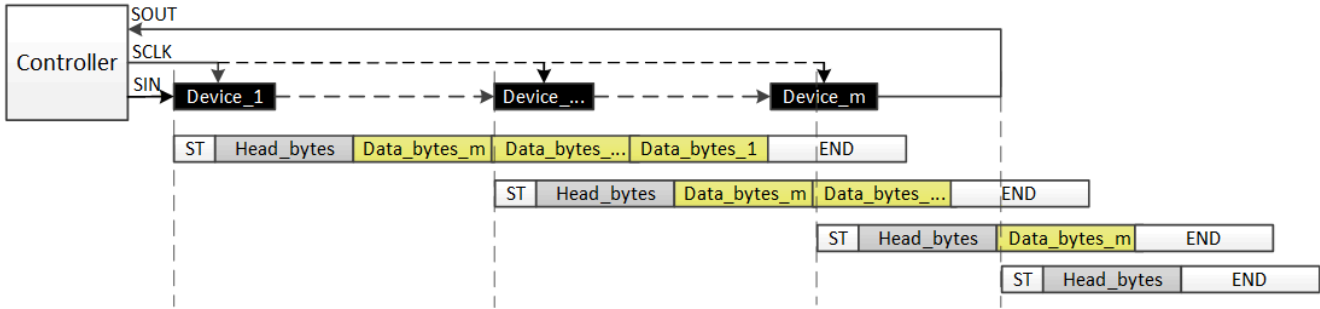 SOUT
SCLK
Controller
SIN
Device_1 Device_... Device_m
ST Head_bytes Data_bytes_m Data_bytes_... Data_bytes_1 END
ST Head_bytes Data_bytes_m Data_bytes_... END
ST Head_bytes Data_bytes_m END
ST Head_bytes END